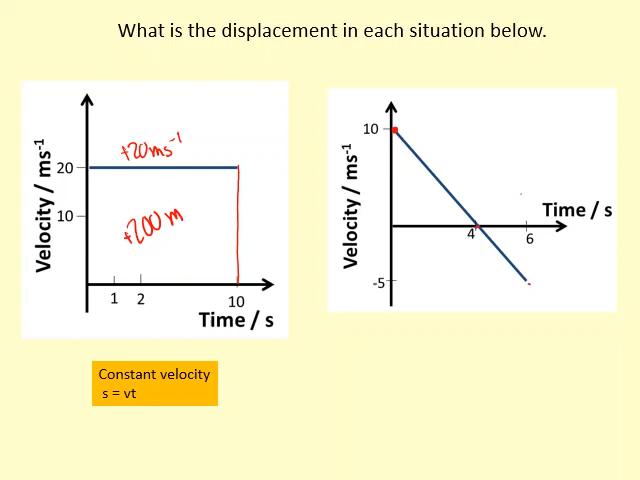 What is the displacement in each situation below.
Velocity / ms⁻¹
20
10
+20ms⁻¹
+200m
1 2 10
Time / s
Constant velocity
s = vt
Velocity / ms⁻¹
10
-5
4
6
Time / s